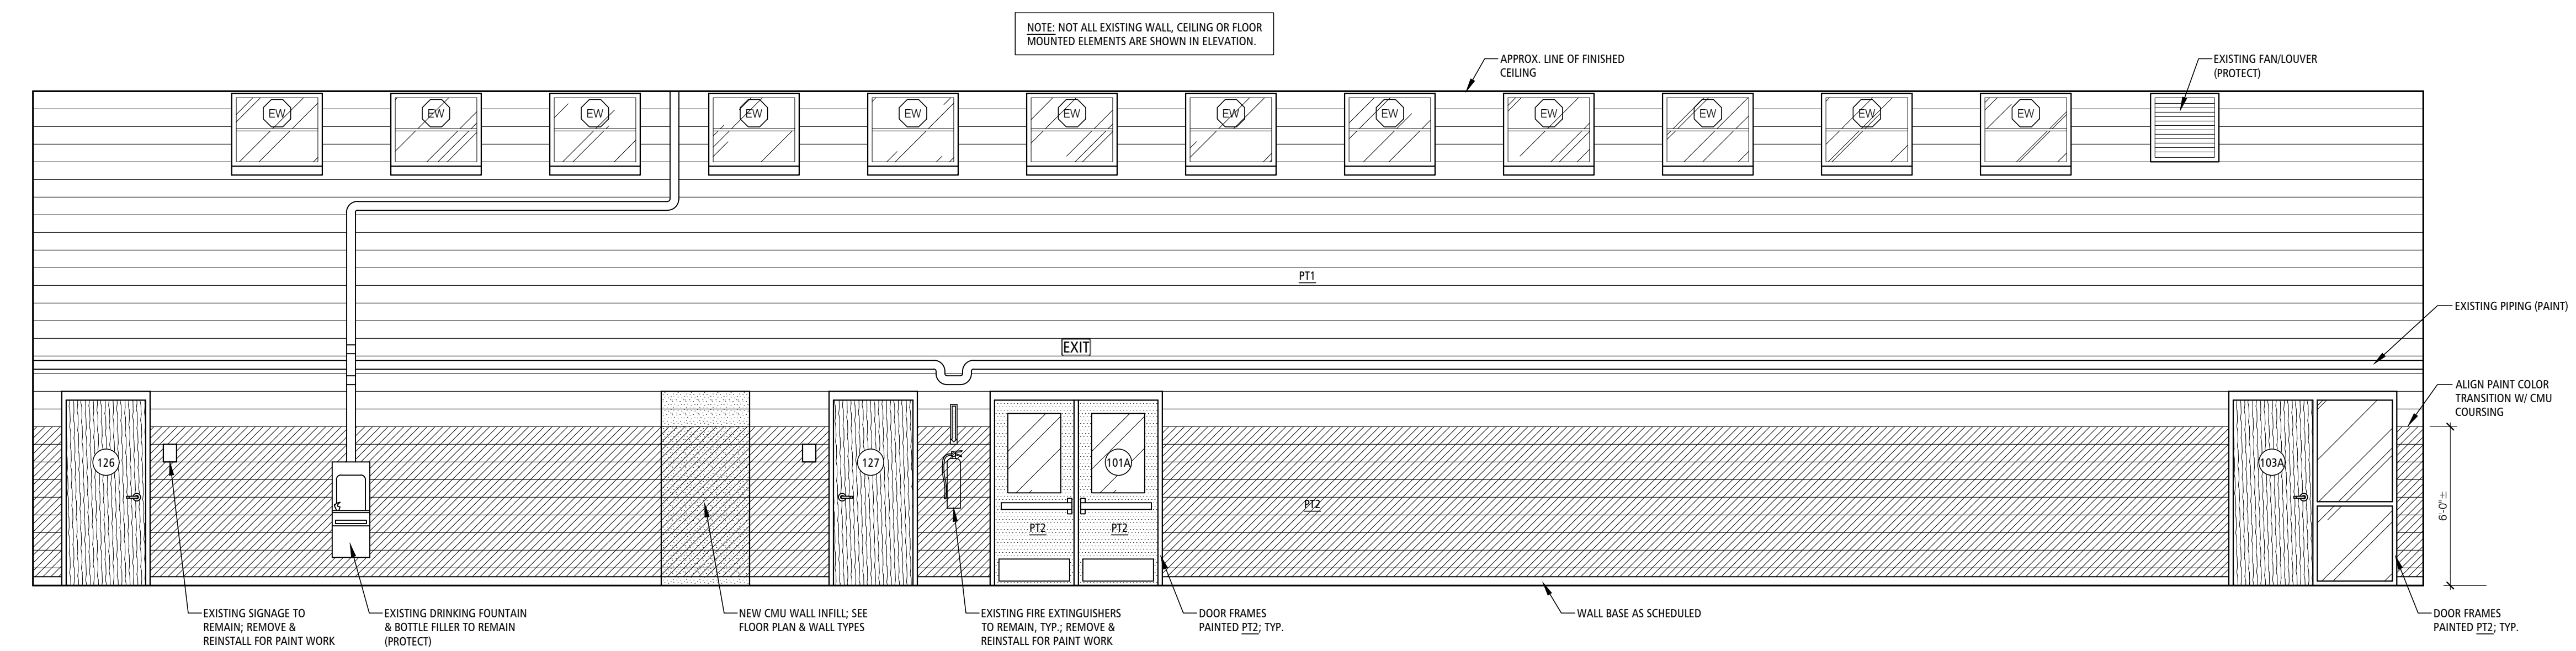 NOTE: NOT ALL EXISTING WALL, CEILING OR FLOOR
MOUNTED ELEMENTS ARE SHOWN IN ELEVATION.
APPROX. LINE OF FINISHED
CEILING
EXISTING FAN/LOUVER
(PROTECT)
EW
EW
EW
EW
EW
EW
EW
EW
EW
EW
EW
EW
PT1
EXISTING PIPING (PAINT)
EXIT
ALIGN PAINT COLOR
TRANSITION W/ CMU
COURSING
126
127
101A
103A
PT2
PT2
PT2
6'-0"±
EXISTING SIGNAGE TO
REMAIN; REMOVE &
REINSTALL FOR PAINT WORK
EXISTING DRINKING FOUNTAIN
& BOTTLE FILLER TO REMAIN
(PROTECT)
NEW CMU WALL INFILL; SEE
FLOOR PLAN & WALL TYPES
EXISTING FIRE EXTINGUISHERS
TO REMAIN, TYP.; REMOVE &
REINSTALL FOR PAINT WORK
DOOR FRAMES
PAINTED PT2; TYP.
WALL BASE AS SCHEDULED
DOOR FRAMES
PAINTED PT2; TYP.